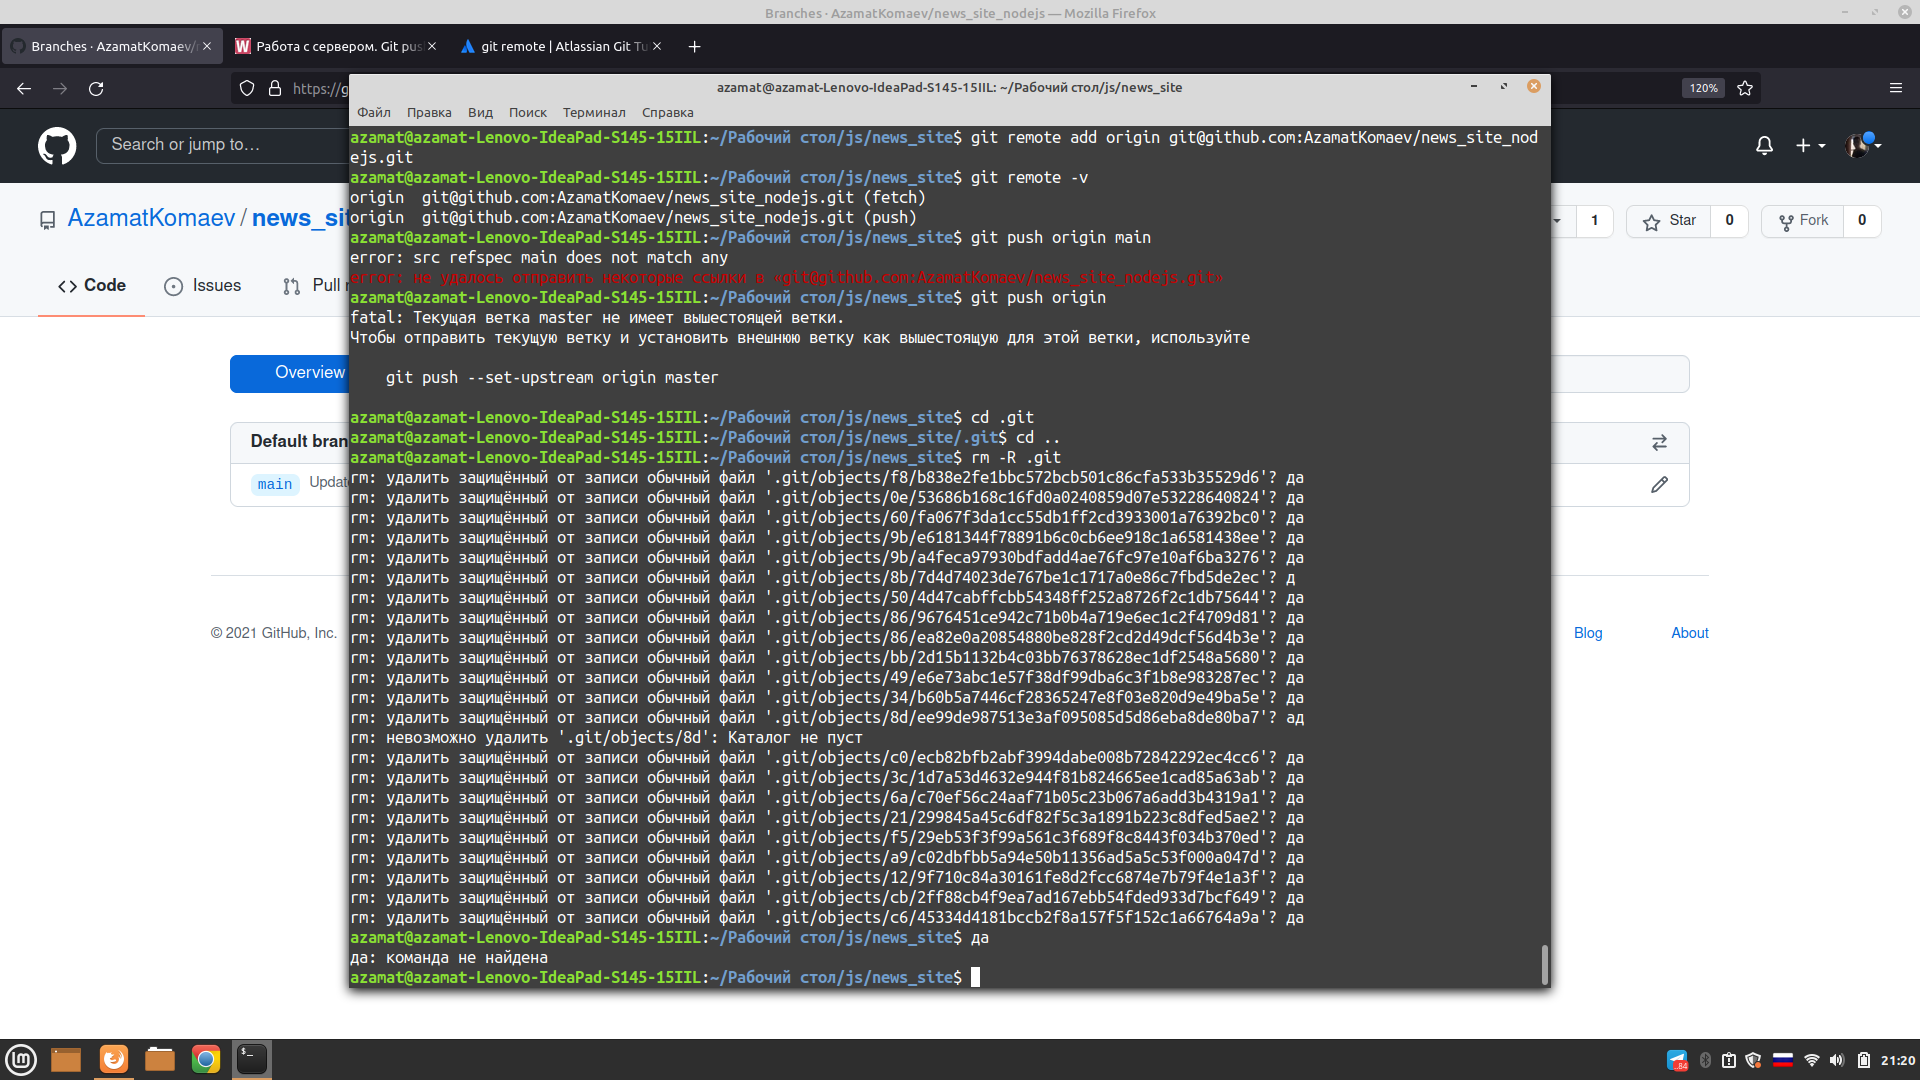 Branches · AzamatKomaev/news_site_nodejs — Mozilla Firefox
Branches · AzamatKomaev/
Работа с сервером. Git pus
git remote | Atlassian Git Tu
https://g
120%
azamat@azamat-Lenovo-IdeaPad-S145-15IIL: ~/Рабочий стол/js/news_site
Файл Правка Вид Поиск Терминал Справка
Search or jump to…
AzamatKomaev / news_sit
1
Star 0
Fork 0
Code
Issues
Pull r
Overview
Default bran
main Update
© 2021 GitHub, Inc.
Blog
About
azamat@azamat-Lenovo-IdeaPad-S145-15IIL:~/Рабочий стол/js/news_site$ git remote add origin git@github.com:AzamatKomaev/news_site_nod
ejs.git
azamat@azamat-Lenovo-IdeaPad-S145-15IIL:~/Рабочий стол/js/news_site$ git remote -v
origin  git@github.com:AzamatKomaev/news_site_nodejs.git (fetch)
origin  git@github.com:AzamatKomaev/news_site_nodejs.git (push)
azamat@azamat-Lenovo-IdeaPad-S145-15IIL:~/Рабочий стол/js/news_site$ git push origin main
error: src refspec main does not match any
error: не удалось отправить некоторые ссылки в «git@github.com:AzamatKomaev/news_site_nodejs.git»
azamat@azamat-Lenovo-IdeaPad-S145-15IIL:~/Рабочий стол/js/news_site$ git push origin
fatal: Текущая ветка master не имеет вышестоящей ветки.
Чтобы отправить текущую ветку и установить внешнюю ветку как вышестоящую для этой ветки, используйте
git push --set-upstream origin master
azamat@azamat-Lenovo-IdeaPad-S145-15IIL:~/Рабочий стол/js/news_site$ cd .git
azamat@azamat-Lenovo-IdeaPad-S145-15IIL:~/Рабочий стол/js/news_site/.git$ cd ..
azamat@azamat-Lenovo-IdeaPad-S145-15IIL:~/Рабочий стол/js/news_site$ rm -R .git
rm: удалить защищённый от записи обычный файл '.git/objects/f8/b838e2fe1bbc572bcb501c86cfa533b35529d6'? да
rm: удалить защищённый от записи обычный файл '.git/objects/0e/53686b168c16fd0a0240859d07e53228640824'? да
rm: удалить защищённый от записи обычный файл '.git/objects/60/fa067f3da1cc55db1ff2cd3933001a76392bc0'? да
rm: удалить защищённый от записи обычный файл '.git/objects/9b/e6181344f78891b6c0cb6ee918c1a6581438ee'? да
rm: удалить защищённый от записи обычный файл '.git/objects/9b/a4feca97930bdfadd4ae76fc97e10af6ba3276'? да
rm: удалить защищённый от записи обычный файл '.git/objects/8b/7d4d74023de767be1c1717a0e86c7fbd5de2ec'? д
rm: удалить защищённый от записи обычный файл '.git/objects/50/4d47cabffcbb54348ff252a8726f2c1db75644'? да
rm: удалить защищённый от записи обычный файл '.git/objects/86/9676451ce942c71b0b4a719e6ec1c2f4709d81'? да
rm: удалить защищённый от записи обычный файл '.git/objects/86/ea82e0a20854880be828f2cd2d49dcf56d4b3e'? да
rm: удалить защищённый от записи обычный файл '.git/objects/bb/2d15b1132b4c03bb76378628ec1df2548a5680'? да
rm: удалить защищённый от записи обычный файл '.git/objects/49/e6e73abc1e57f38df99dba6c3f1b8e983287ec'? да
rm: удалить защищённый от записи обычный файл '.git/objects/34/b60b5a7446cf28365247e8f03e820d9e49ba5e'? да
rm: удалить защищённый от записи обычный файл '.git/objects/8d/ee99de987513e3af095085d5d86eba8de80ba7'? ад
rm: невозможно удалить '.git/objects/8d': Каталог не пуст
rm: удалить защищённый от записи обычный файл '.git/objects/c0/ecb82bfb2abf3994dabe008b72842292ec4cc6'? да
rm: удалить защищённый от записи обычный файл '.git/objects/3c/1d7a53d4632e944f81b824665ee1cad85a63ab'? да
rm: удалить защищённый от записи обычный файл '.git/objects/6a/c70ef56c24aaf71b05c23b067a6add3b4319a1'? да
rm: удалить защищённый от записи обычный файл '.git/objects/21/299845a45c6df82f5c3a1891b223c8dfed5ae2'? да
rm: удалить защищённый от записи обычный файл '.git/objects/f5/29eb53f3f99a561c3f689f8c8443f034b370ed'? да
rm: удалить защищённый от записи обычный файл '.git/objects/a9/c02dbfbb5a94e50b11356ad5a5c53f000a047d'? да
rm: удалить защищённый от записи обычный файл '.git/objects/12/9f710c84a30161fe8d2fcc6874e7b79f4e1a3f'? да
rm: удалить защищённый от записи обычный файл '.git/objects/cb/2ff88cb4f9ea7ad167ebb54fded933d7bcf649'? да
rm: удалить защищённый от записи обычный файл '.git/objects/c6/45334d4181bccb2f8a157f5f152c1a66764a9a'? да
azamat@azamat-Lenovo-IdeaPad-S145-15IIL:~/Рабочий стол/js/news_site$ да
да: команда не найдена
azamat@azamat-Lenovo-IdeaPad-S145-15IIL:~/Рабочий стол/js/news_site$
21:20